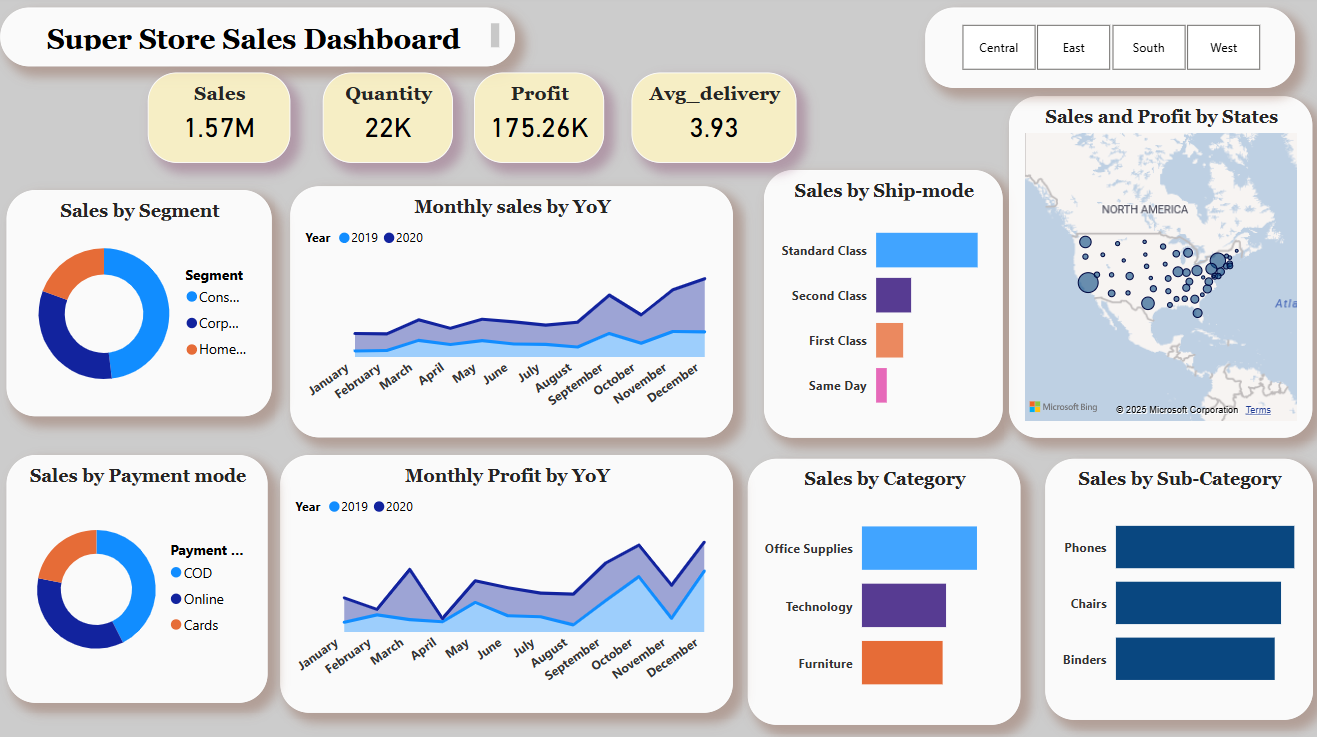 Super Store Sales Dashboard
Central East South West
Sales
1.57M
Quantity
22K
Profit
175.26K
Avg_delivery
3.93
Sales and Profit by States
NORTH AMERICA
Atla
Microsoft Bing
© 2025 Microsoft Corporation Terms
Sales by Segment
Segment
Cons...
Corp...
Home...
Monthly sales by YoY
Year 2019 2020
January February March April May June July August September October November December
Sales by Ship-mode
Standard Class
Second Class
First Class
Same Day
Sales by Payment mode
Payment ...
COD
Online
Cards
Monthly Profit by YoY
Year 2019 2020
January February March April May June July August September October November December
Sales by Category
Office Supplies
Technology
Furniture
Sales by Sub-Category
Phones
Chairs
Binders